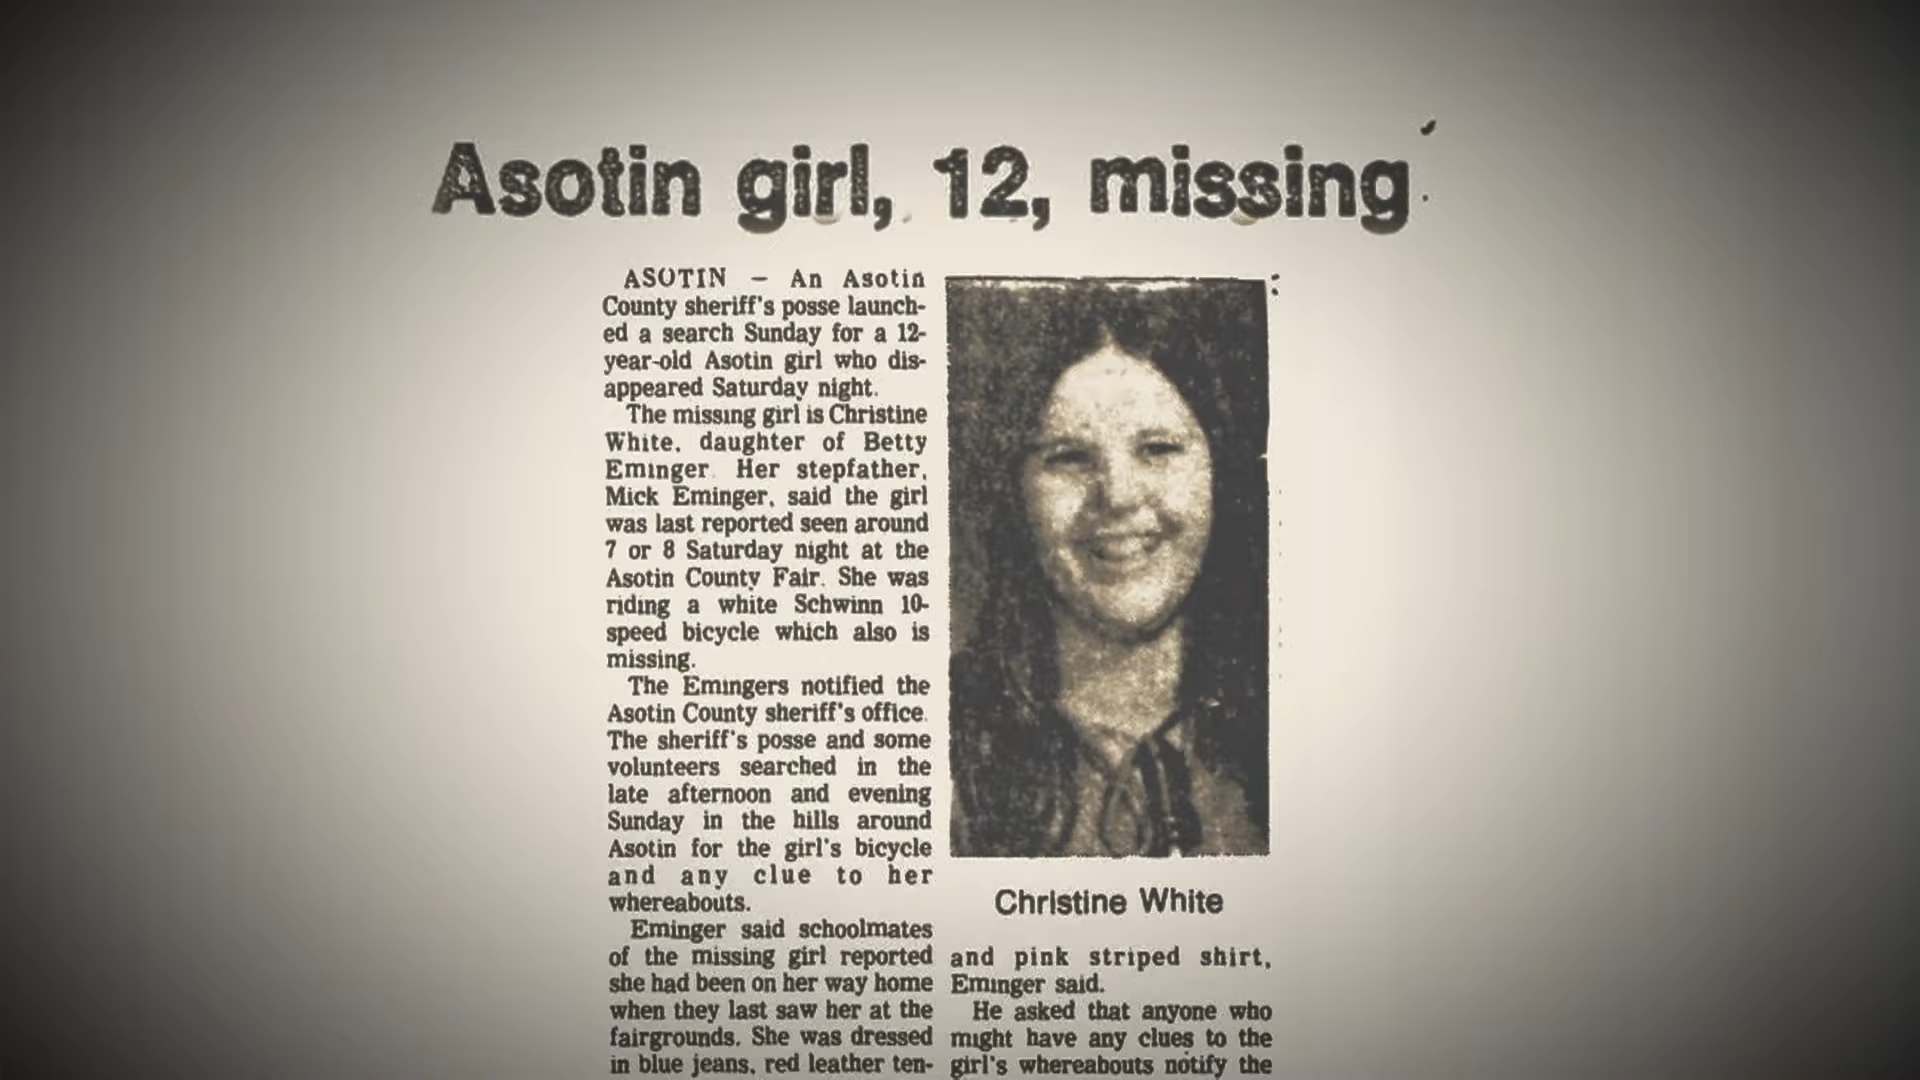 Asotin girl, 12, missing
ASOTIN – An Asotin
County sheriff's posse launch-
ed a search Sunday for a 12-
year-old Asotin girl who dis-
appeared Saturday night.
The missing girl is Christine
White, daughter of Betty
Eminger. Her stepfather,
Mick Eminger, said the girl
was last reported seen around
7 or 8 Saturday night at the
Asotin County Fair. She was
riding a white Schwinn 10-
speed bicycle which also is
missing.
The Emingers notified the
Asotin County sheriff's office.
The sheriff's posse and some
volunteers searched in the
late afternoon and evening
Sunday in the hills around
Asotin for the girl's bicycle
and any clue to her
whereabouts.
Eminger said schoolmates
of the missing girl reported
she had been on her way home
when they last saw her at the
fairgrounds. She was dressed
in blue jeans, red leather ten-
Christine White
and pink striped shirt,
Eminger said.
He asked that anyone who
might have any clues to the
girl's whereabouts notify the